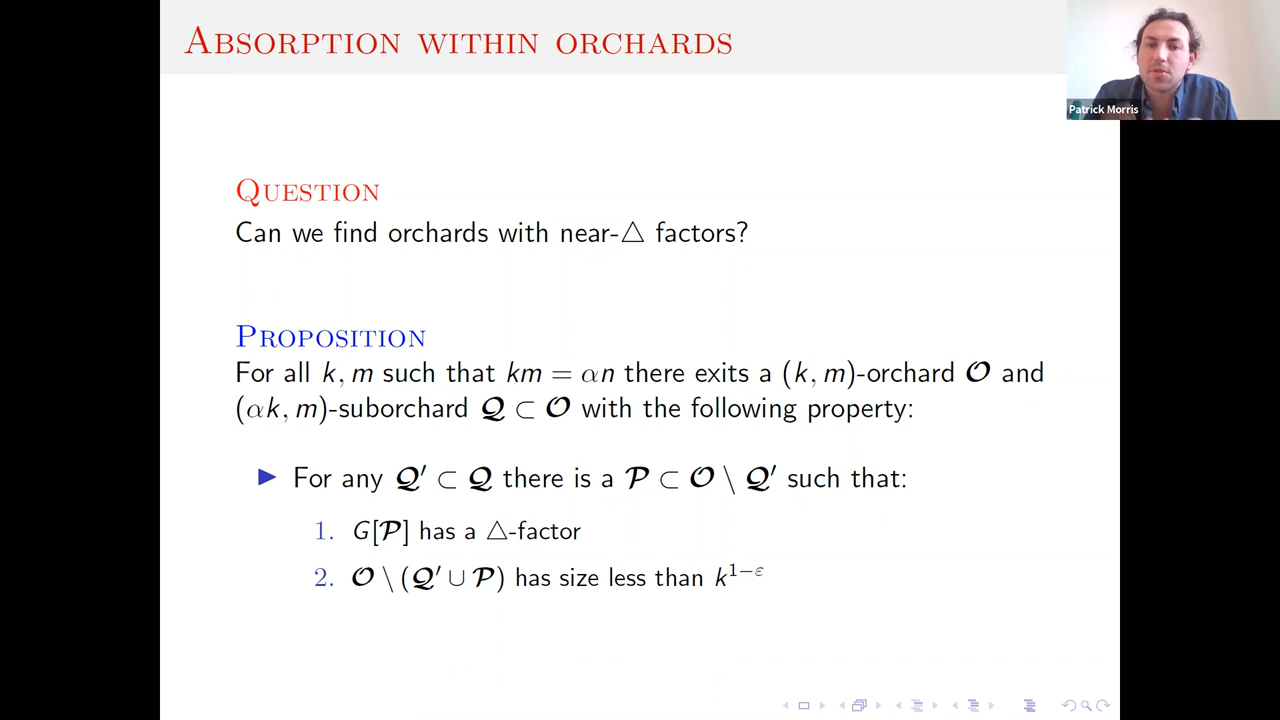 Absorption within orchards
Patrick Morris
Question
Can we find orchards with near-△ factors?
Proposition
For all k, m such that km = αn there exits a (k, m)-orchard 𝓞 and
(αk, m)-suborchard 𝓠 ⊂ 𝓞 with the following property:
▶ For any 𝓠′ ⊂ 𝓠 there is a 𝓟 ⊂ 𝓞 \ 𝓠′ such that:
1. G[𝓟] has a △-factor
2. 𝓞 \ (𝓠′ ∪ 𝓟) has size less than k^{1−ε}